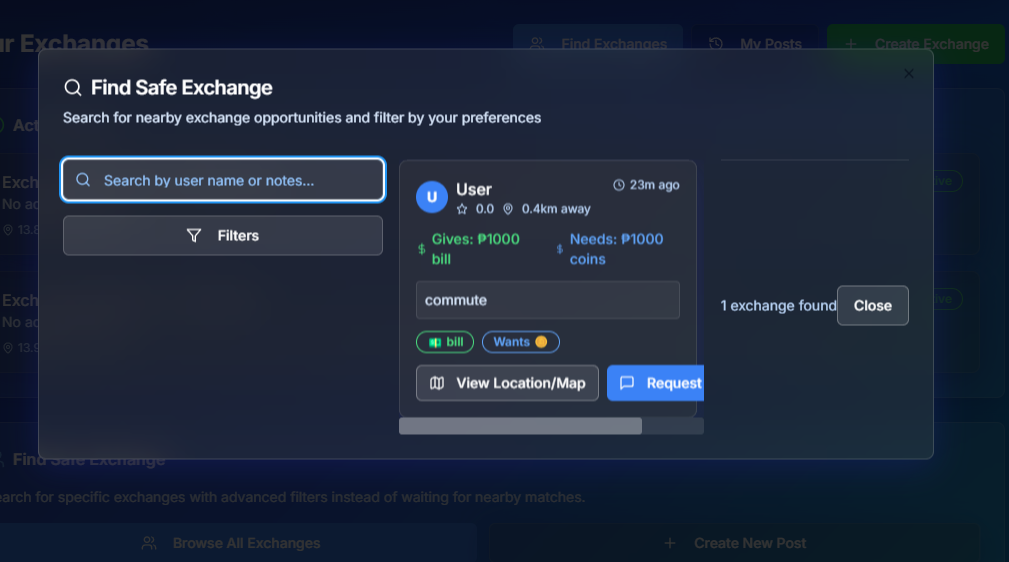 r Exchanges
Find Exchanges
My Posts
Create Exchange
Find Safe Exchange
Search for nearby exchange opportunities and filter by your preferences
Act
Exch
No ac
13.8
Exch
No ac
13.9
Search by user name or notes...
Filters
U
User
23m ago
0.0
0.4km away
$ Gives: ₱1000
bill
$ Needs: ₱1000
coins
commute
bill
Wants
View Location/Map
Request
1 exchange found
Close
ive
ive
Find Safe Exchange
earch for specific exchanges with advanced filters instead of waiting for nearby matches.
Browse All Exchanges
Create New Post